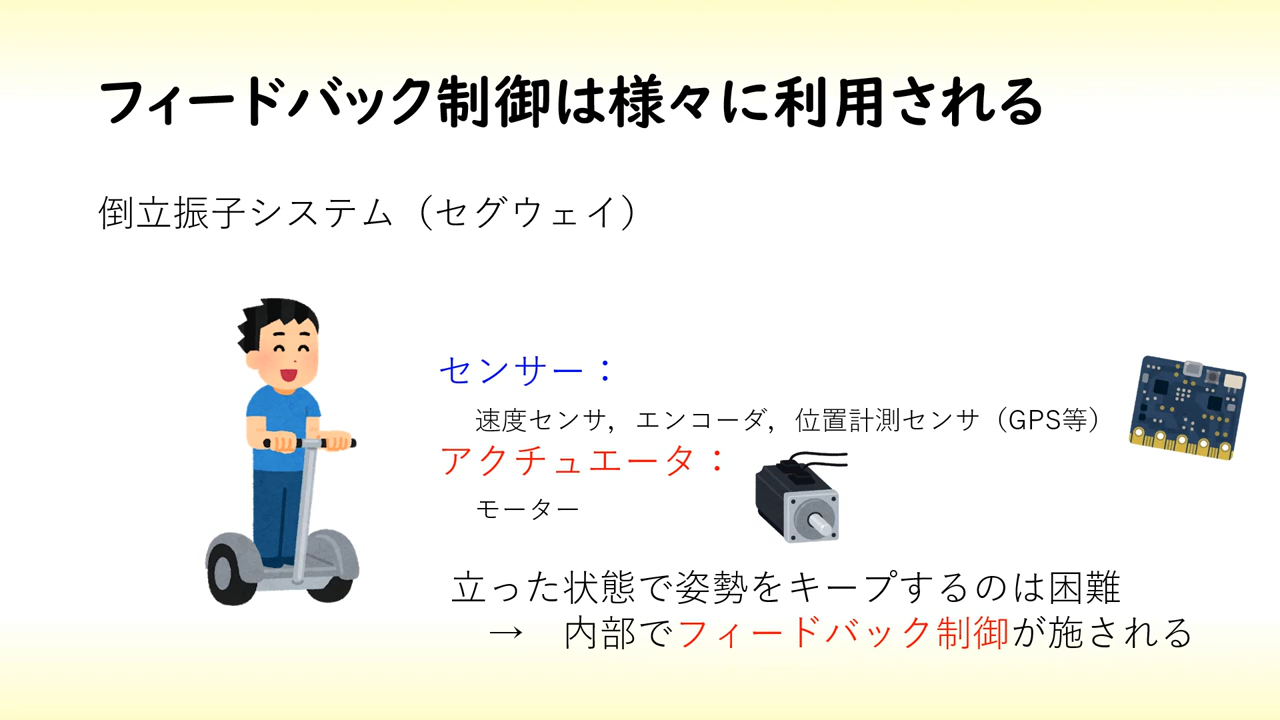 フィードバック制御は様々に利用される
倒立振子システム（セグウェイ）
センサー：
速度センサ，エンコーダ，位置計測センサ（GPS等）
アクチュエータ：
モーター
立った状態で姿勢をキープするのは困難
→　内部でフィードバック制御が施される